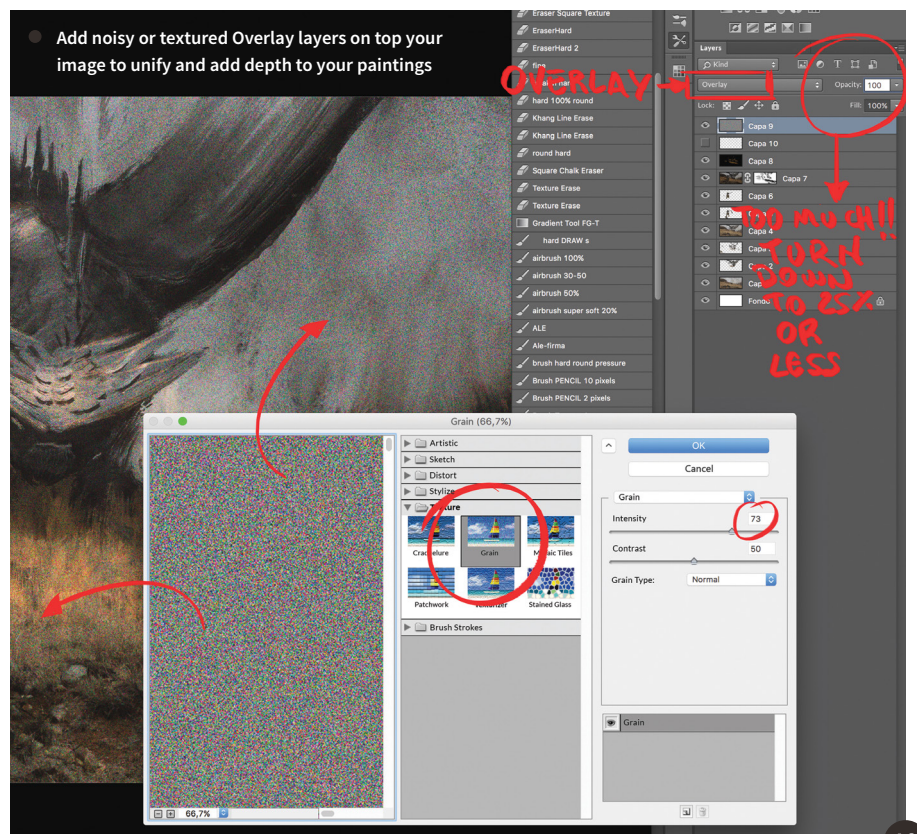 Add noisy or textured Overlay layers on top your
image to unify and add depth to your paintings
Eraser Square Texture
EraserHard
EraserHard 2
fine
hard 100% round
Khang Line Erase
Khang Line Erase
round hard
Square Chalk Eraser
Texture Erase
Texture Erase
Gradient Tool FG-T
hard DRAW s
airbrush 100%
airbrush 30-50
airbrush 50%
airbrush super soft 20%
ALE
Ale-firma
brush hard round pressure
Brush PENCIL 10 pixels
Brush PENCIL 2 pixels
OVERLAY
Layers
Kind
Overlay
Opacity: 100
Lock:
Fill: 100%
Capa 9
Capa 10
Capa 8
Capa 7
Capa 6
Capa 4
Fondo
TOO MUCH!!
TURN
DOWN
TO 25%
OR
LESS
Grain (66,7%)
66,7%
Artistic
Sketch
Distort
Stylize
Texture
Craquelure
Grain
Mosaic Tiles
Patchwork
Texturizer
Stained Glass
Brush Strokes
OK
Cancel
Grain
Intensity 73
Contrast 50
Grain Type: Normal
Grain